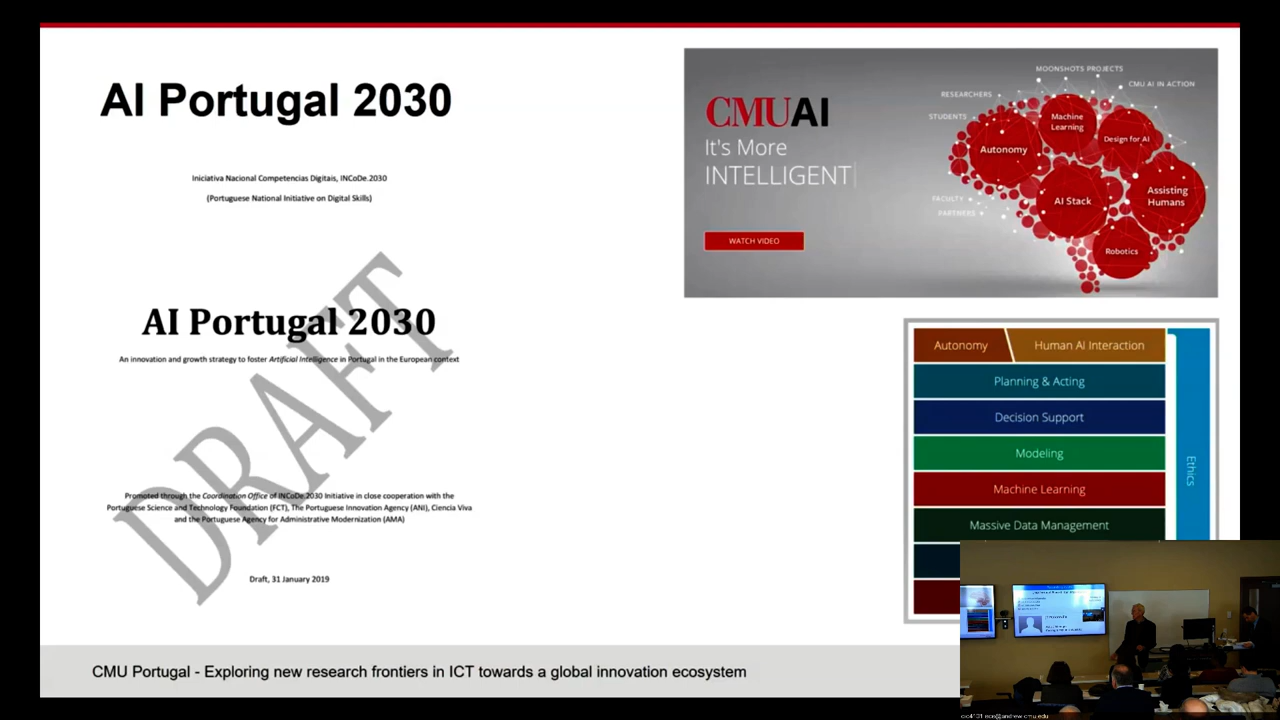 AI Portugal 2030
Iniciativa Nacional Competencias Digitais, INCoDe.2030
(Portuguese National Initiative on Digital Skills)
AI Portugal 2030
An innovation and growth strategy to foster Artificial Intelligence in Portugal in the European context
DRAFT
Promoted through the Coordination Office of INCoDe.2030 Initiative in close cooperation with the
Portuguese Science and Technology Foundation (FCT), The Portuguese Innovation Agency (ANI), Ciencia Viva
and the Portuguese Agency for Administrative Modernization (AMA)
Draft, 31 January 2019
CMUAI
It's More
INTELLIGENT
WATCH VIDEO
MOONSHOTS PROJECTS
CMU AI IN ACTION
RESEARCHERS
STUDENTS
FACULTY
PARTNERS
Machine
Learning
Design for AI
Autonomy
AI Stack
Assisting
Humans
Robotics
Autonomy
Human AI Interaction
Planning & Acting
Decision Support
Modeling
Machine Learning
Massive Data Management
Ethics
CMU Portugal - Exploring new research frontiers in ICT towards a global innovation ecosystem